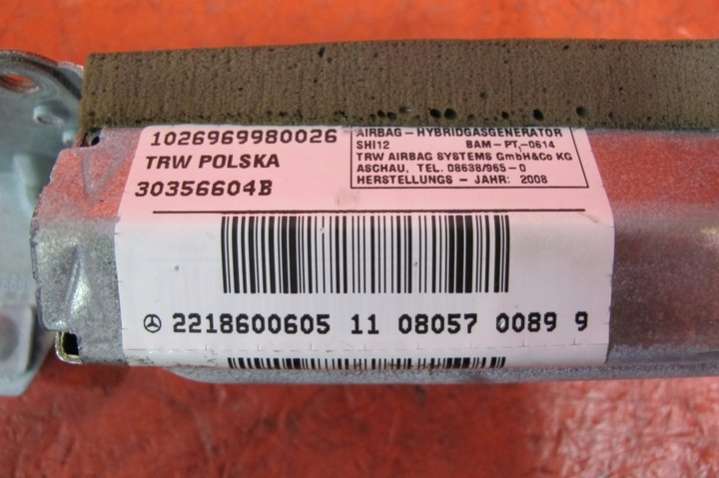 1026969980026
TRW POLSKA
30356604B
AIRBAG-HYBRIDGASGENERATOR
SHI12 BAM-PT,-0614
TRW AIRBAG SYSTEMS GmbH&Co KG
ASCHAU, TEL. 08638/965-0
HERSTELLUNGS - JAHR: 2008
2218600605 11 08057 0089 9